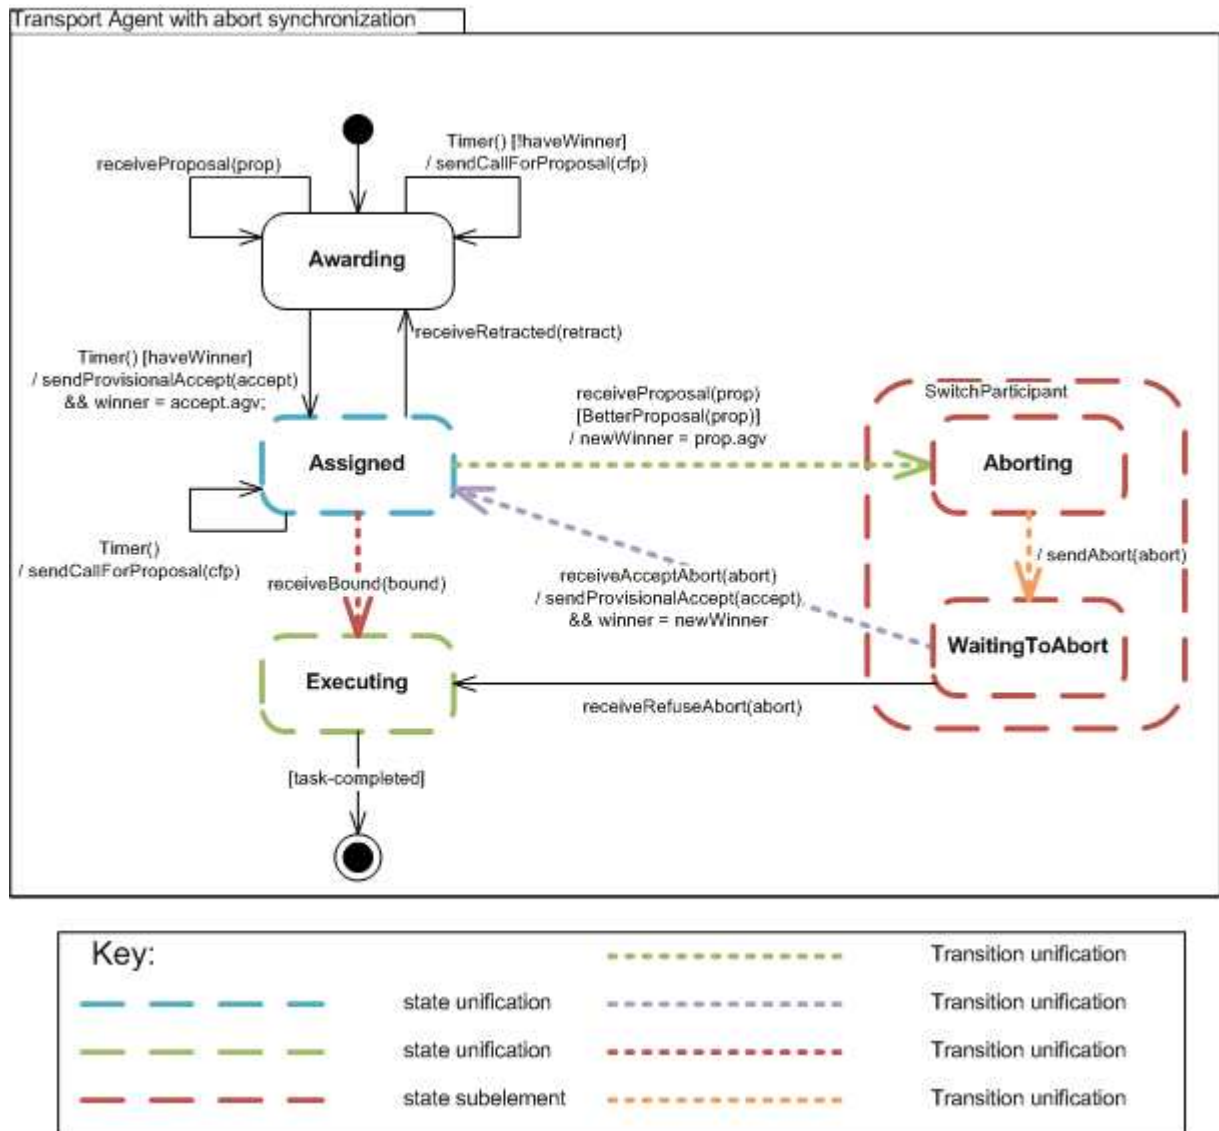 Transport Agent with abort synchronization
receiveProposal(prop)
Timer() [!haveWinner]
/ sendCallForProposal(cfp)
Awarding
receiveRetracted(retract)
Timer() [haveWinner]
/ sendProvisionalAccept(accept)
&& winner = accept.agv;
receiveProposal(prop)
[BetterProposal(prop)]
/ newWinner = prop.agv
SwitchParticipant
Assigned
Aborting
Timer()
/ sendCallForProposal(cfp)
receiveBound(bound)
receiveAcceptAbort(abort)
/ sendProvisionalAccept(accept)
&& winner = newWinner
/ sendAbort(abort)
WaitingToAbort
Executing
receiveRefuseAbort(abort)
[task-completed]
Key:
Transition unification
state unification
Transition unification
state unification
Transition unification
state subelement
Transition unification